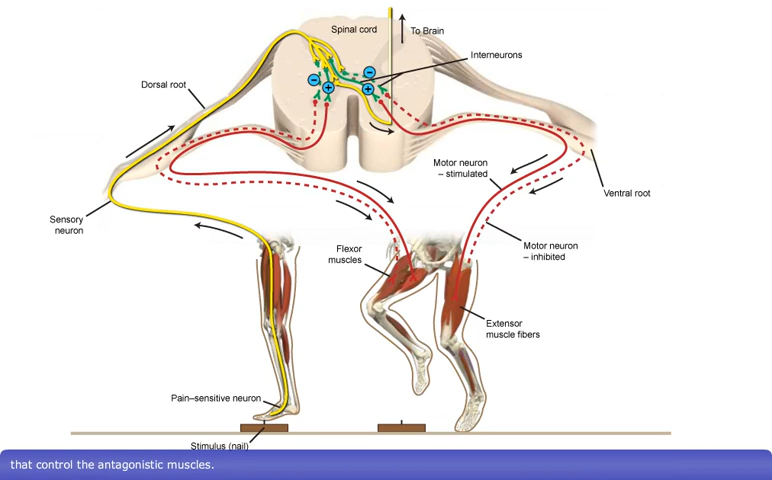 Spinal cord
To Brain
Interneurons
−
−
+
+
Dorsal root
Motor neuron
– stimulated
Ventral root
Sensory
neuron
Flexor
muscles
Motor neuron
– inhibited
Extensor
muscle fibers
Pain–sensitive neuron
Stimulus (nail)
that control the antagonistic muscles.